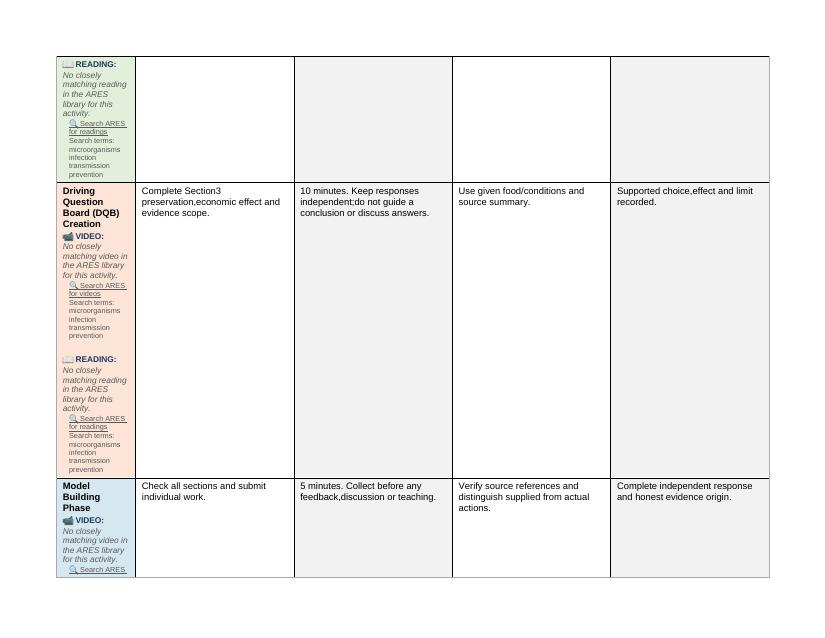 📖 READING:
No closely
matching reading
in the ARES
library for this
activity.
🔍 Search ARES
for readings
Search terms:
microorganisms
infection
transmission
prevention
Driving
Question
Board (DQB)
Creation
📹 VIDEO:
No closely
matching video in
the ARES library
for this activity.
🔍 Search ARES
for videos
Search terms:
microorganisms
infection
transmission
prevention
📖 READING:
No closely
matching reading
in the ARES
library for this
activity.
🔍 Search ARES
for readings
Search terms:
microorganisms
infection
transmission
prevention
Complete Section3
preservation,economic effect and
evidence scope.
10 minutes. Keep responses
independent;do not guide a
conclusion or discuss answers.
Use given food/conditions and
source summary.
Supported choice,effect and limit
recorded.
Model
Building
Phase
📹 VIDEO:
No closely
matching video in
the ARES library
for this activity.
🔍 Search ARES
Check all sections and submit
individual work.
5 minutes. Collect before any
feedback,discussion or teaching.
Verify source references and
distinguish supplied from actual
actions.
Complete independent response
and honest evidence origin.